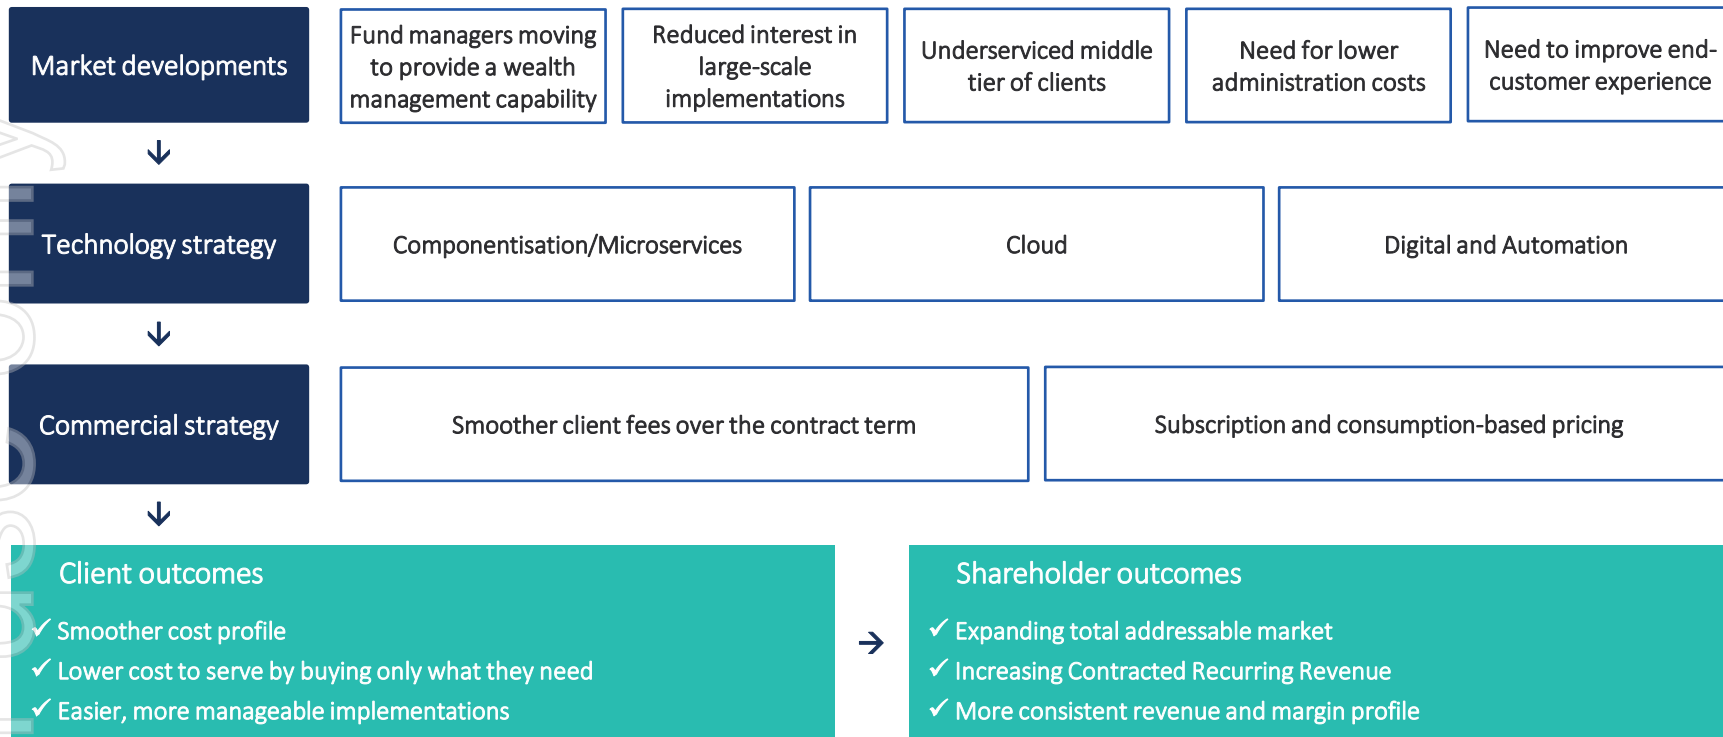 Market developments
Fund managers moving
to provide a wealth
management capability
Reduced interest in
large-scale
implementations
Underserviced middle
tier of clients
Need for lower
administration costs
Need to improve end-
customer experience
Technology strategy
Componentisation/Microservices
Cloud
Digital and Automation
Commercial strategy
Smoother client fees over the contract term
Subscription and consumption-based pricing
Client outcomes
✓ Smoother cost profile
✓ Lower cost to serve by buying only what they need
✓ Easier, more manageable implementations
Shareholder outcomes
✓ Expanding total addressable market
✓ Increasing Contracted Recurring Revenue
✓ More consistent revenue and margin profile
use only